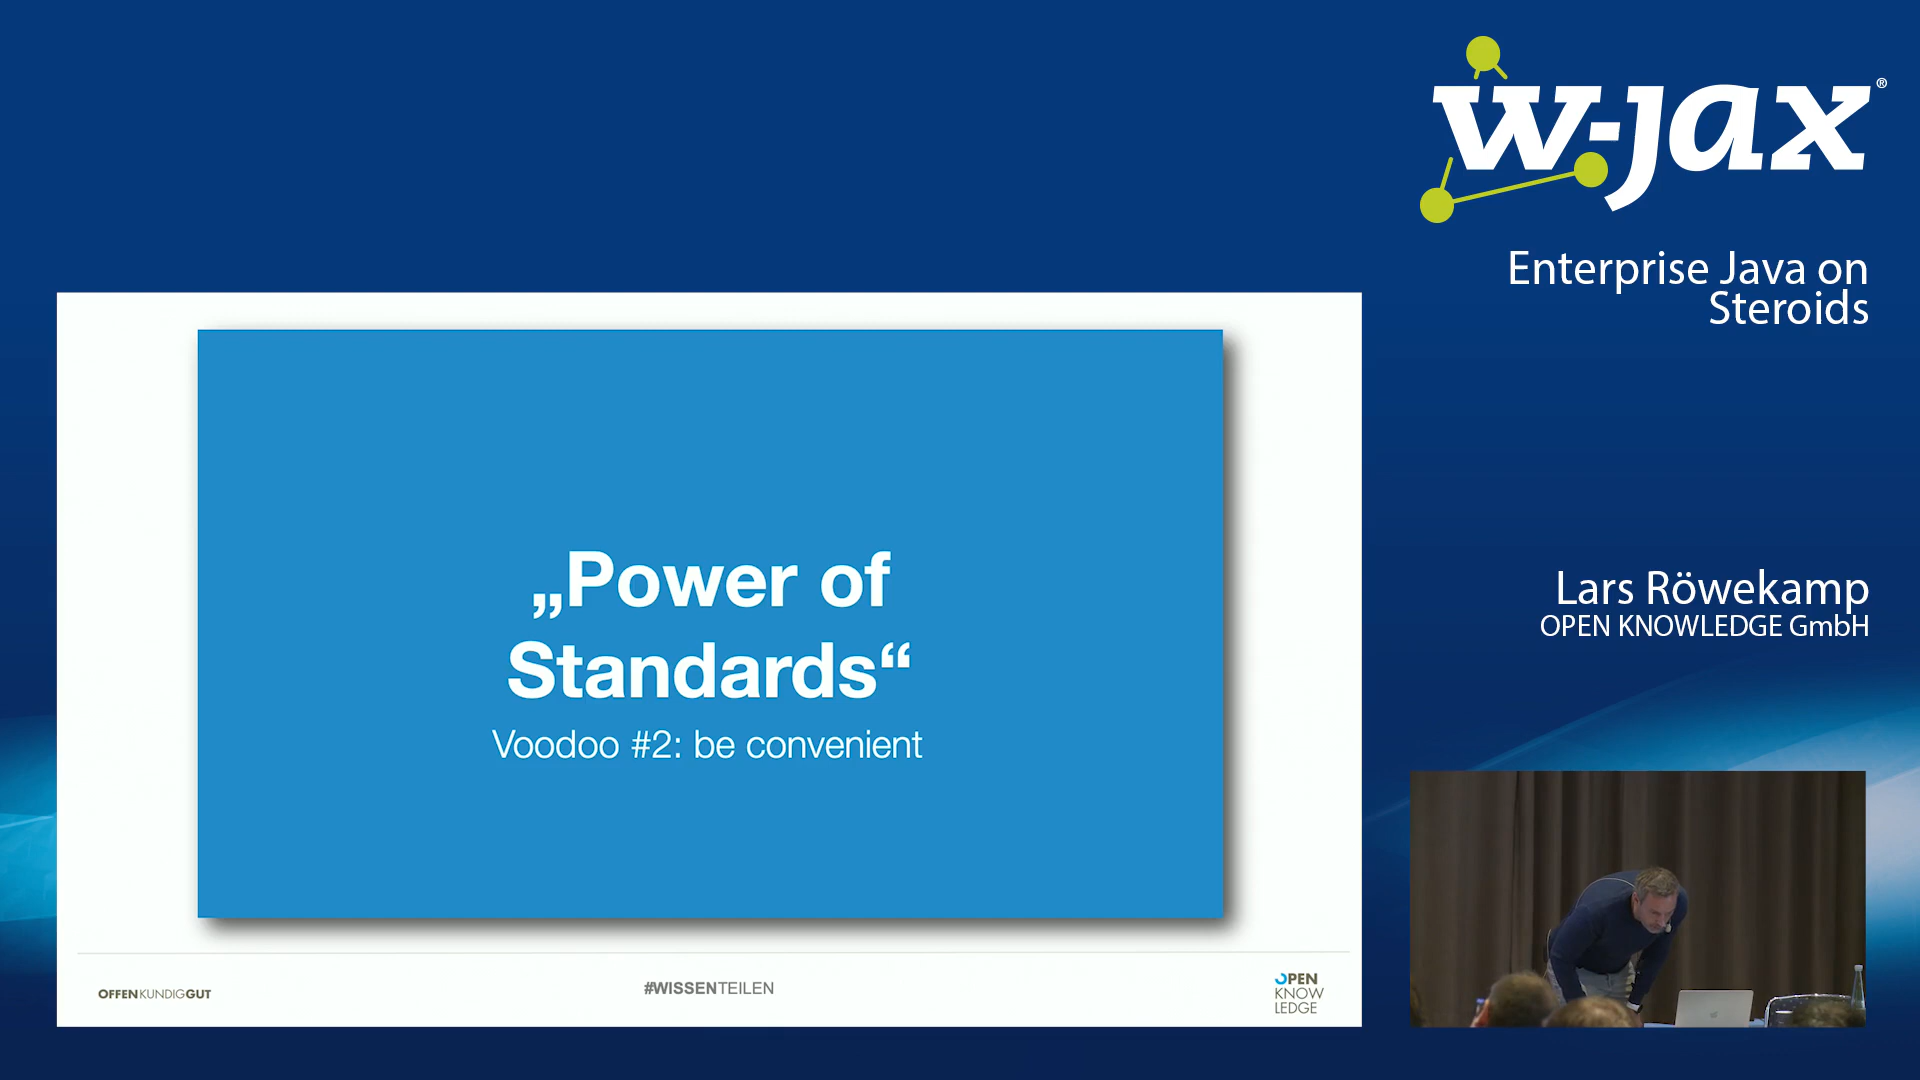 w-jax®
Enterprise Java on
Steroids
„Power of
Standards“
Voodoo #2: be convenient
Lars Röwekamp
OPEN KNOWLEDGE GmbH
OFFENKUNDIGGUT
#WISSENTEILEN
OPEN
KNOW
LEDGE